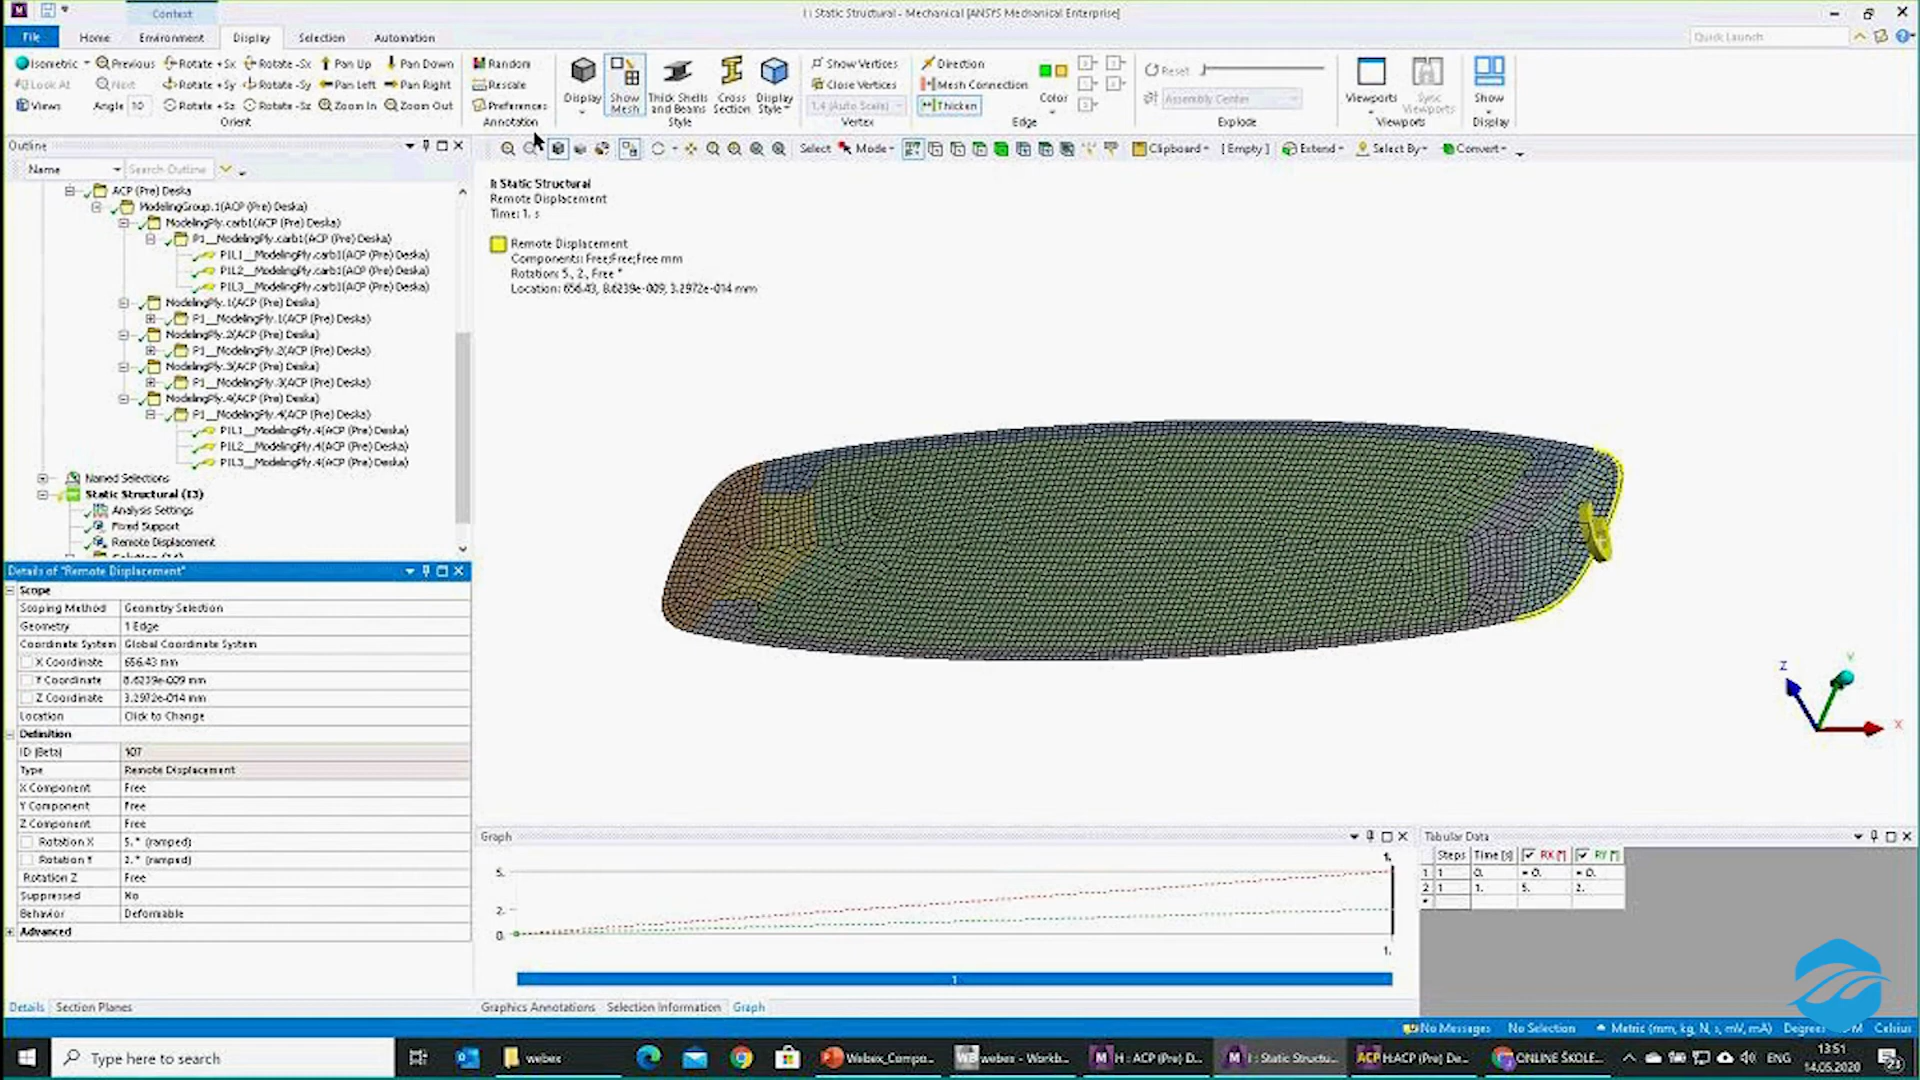 Context
I : Static Structural - Mechanical [ANSYS Mechanical Enterprise]
File Home Environment Display Selection Automation
Quick Launch
Isometric Previous Rotate +Sx Rotate -Sx Pan Up Pan Down
Look At Next Rotate +Sy Rotate -Sy Pan Left Pan Right
Views Angle 10 Rotate +Sz Rotate -Sz Zoom In Zoom Out
Orient
Random
Rescale
Preferences
Annotation
Display
Show Mesh
Thick Shells and Beams
Cross Section
Display Style
Style
Show Vertices
Close Vertices
1.4 (Auto Scale)
Vertex
Direction
Mesh Connection
Thicken
Color
Edge
Reset
Assembly Center
Explode
Viewports
Sync Viewports
Viewports
Show
Display
Outline
Name Search Outline
Select Mode
Clipboard [ Empty ] Extend Select By Convert
ACP (Pre) Deska
ModelingGroup.1(ACP (Pre) Deska)
ModelingPly.carb1(ACP (Pre) Deska)
P1__ModelingPly.carb1(ACP (Pre) Deska)
P1L1__ModelingPly.carb1(ACP (Pre) Deska)
P1L2__ModelingPly.carb1(ACP (Pre) Deska)
P1L3__ModelingPly.carb1(ACP (Pre) Deska)
ModelingPly.1(ACP (Pre) Deska)
P1__ModelingPly.1(ACP (Pre) Deska)
ModelingPly.2(ACP (Pre) Deska)
P1__ModelingPly.2(ACP (Pre) Deska)
ModelingPly.3(ACP (Pre) Deska)
P1__ModelingPly.3(ACP (Pre) Deska)
ModelingPly.4(ACP (Pre) Deska)
P1__ModelingPly.4(ACP (Pre) Deska)
P1L1__ModelingPly.4(ACP (Pre) Deska)
P1L2__ModelingPly.4(ACP (Pre) Deska)
P1L3__ModelingPly.4(ACP (Pre) Deska)
Named Selections
Static Structural (I3)
Analysis Settings
Fixed Support
Remote Displacement
I: Static Structural
Remote Displacement
Time: 1. s
Remote Displacement
Components: Free;Free;Free mm
Rotation: 5., 2., Free °
Location: 656.43, 8.6239e-009, 3.2972e-014 mm
Z
Y
X
Details of "Remote Displacement"
Scope
Scoping Method Geometry Selection
Geometry 1 Edge
Coordinate System Global Coordinate System
X Coordinate 656.43 mm
Y Coordinate 8.6239e-009 mm
Z Coordinate 3.2972e-014 mm
Location Click to Change
Definition
ID (Beta) 107
Type Remote Displacement
X Component Free
Y Component Free
Z Component Free
Rotation X 5. ° (ramped)
Rotation Y 2. ° (ramped)
Rotation Z Free
Suppressed No
Behavior Deformable
Advanced
Details Section Planes
Graph
1.
5.
2.
0.
1.
1
Graphics Annotations Selection Information Graph
Tabular Data
Steps Time [s] RX [°] RY [°]
1 1 0. = 0. = 0.
2 1 1. 5. 2.
*
No Messages No Selection Metric (mm, kg, N, s, mV, mA) Degrees Celsius
Type here to search
webex
Webex_Compo...
webex - Workb...
H : ACP (Pre) D...
I : Static Structu...
H:ACP (Pre) De...
ONLINE ŠKOLE...
ENG
13:51
14.05.2020